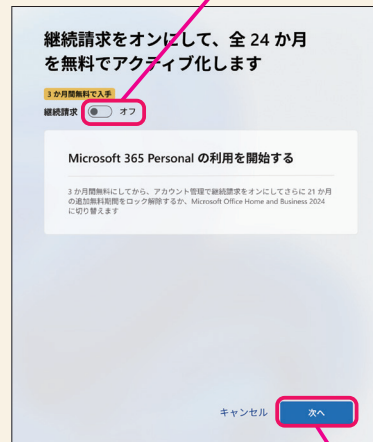 継続請求をオンにして、全 24 か月
を無料でアクティブ化します
3 か月間無料で入手
継続請求 オフ
Microsoft 365 Personal の利用を開始する
3 か月間無料にしてから、アカウント管理で継続請求をオンにしてさらに 21 か月
の追加無料期間をロック解除するか、Microsoft Office Home and Business 2024
に切り替えます
キャンセル 次へ